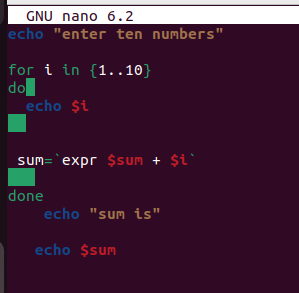 GNU nano 6.2
echo "enter ten numbers"
for i in {1..10}
do
echo $i
sum=`expr $sum + $i`
done
echo "sum is"
echo $sum